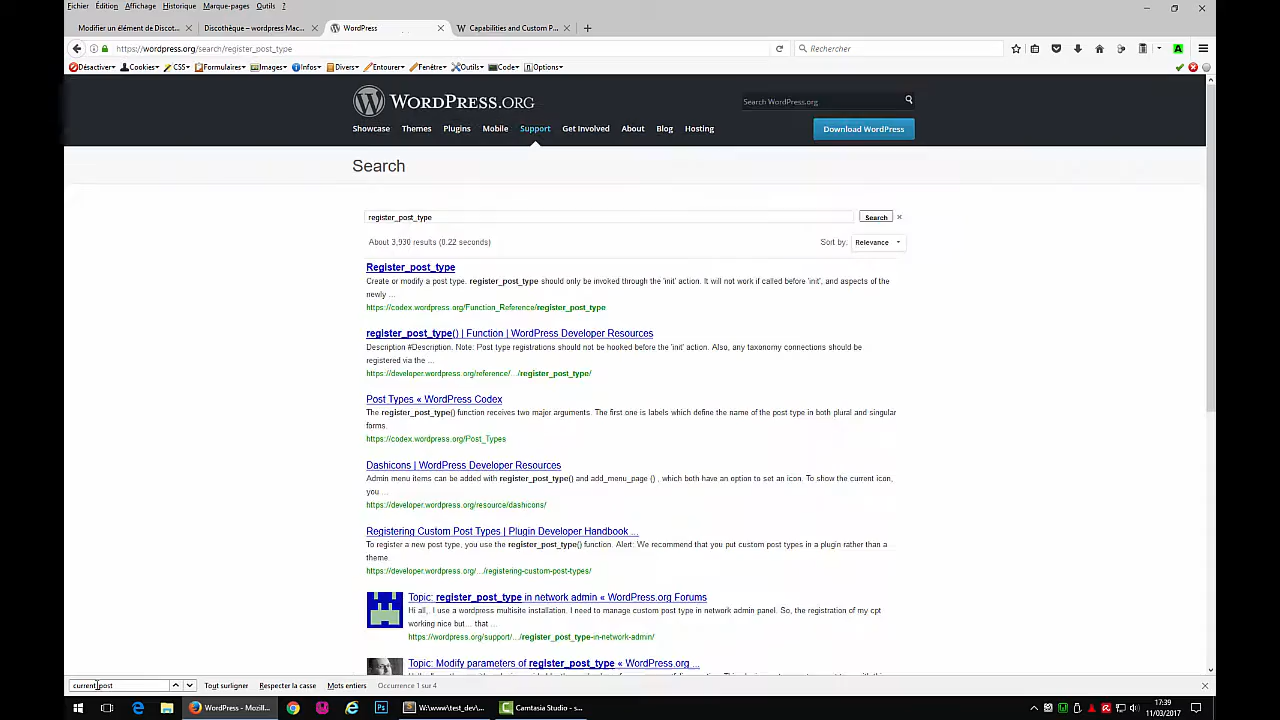 Fichier Édition Affichage Historique Marque-pages Outils ?
Modifier un élément de Discot... Discothèque – wordpress Mac... WordPress Capabilities and Custom P...
https://wordpress.org/search/register_post_type Rechercher
Désactiver Cookies CSS Formulaires Images Infos Divers Entourer Fenêtre Outils Code Options
WORDPRESS.ORG
Search WordPress.org
Showcase Themes Plugins Mobile Support Get Involved About Blog Hosting
Download WordPress
Search
register_post_type Search ×
About 3,930 results (0.22 seconds) Sort by: Relevance
Register_post_type
Create or modify a post type. register_post_type should only be invoked through the 'init' action. It will not work if called before 'init', and aspects of the
newly ...
https://codex.wordpress.org/Function_Reference/register_post_type
register_post_type() | Function | WordPress Developer Resources
Description #Description. Note: Post type registrations should not be hooked before the 'init' action. Also, any taxonomy connections should be
registered via the ...
https://developer.wordpress.org/reference/.../register_post_type/
Post Types « WordPress Codex
The register_post_type() function receives two major arguments. The first one is labels which define the name of the post type in both plural and singular
forms.
https://codex.wordpress.org/Post_Types
Dashicons | WordPress Developer Resources
Admin menu items can be added with register_post_type() and add_menu_page () , which both have an option to set an icon. To show the current icon,
you ...
https://developer.wordpress.org/resource/dashicons/
Registering Custom Post Types | Plugin Developer Handbook ...
To register a new post type, you use the register_post_type() function. Alert: We recommend that you put custom post types in a plugin rather than a
theme.
https://developer.wordpress.org/.../registering-custom-post-types/
Topic: register_post_type in network admin « WordPress.org Forums
Hi all,. I use a wordpress multisite installation. I need to manage custom post type in network admin panel. So, the registration of my cpt
working nice but... that ...
https://wordpress.org/support/.../register_post_type-in-network-admin/
Topic: Modify parameters of register_post_type « WordPress.org ...
current post Tout surligner Respecter la casse Mots entiers Occurrence 1 sur 4
WordPress - Mozill... W:\www\test_dev\... Camtasia Studio - s...
17:39
11/03/2017